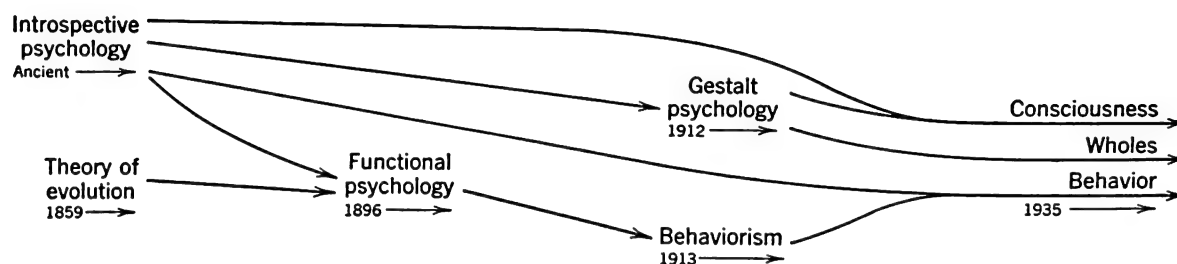 Introspective
psychology
Ancient
Gestalt
psychology
1912
Consciousness
Wholes
Theory of
evolution
1859
Functional
psychology
1896
Behavior
1935
Behaviorism
1913